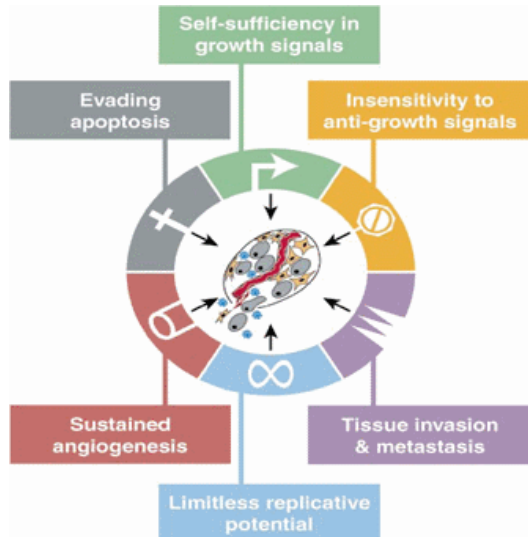 Self-sufficiency in
growth signals
Evading
apoptosis
Insensitivity to
anti-growth signals
Sustained
angiogenesis
Tissue invasion
& metastasis
Limitless replicative
potential